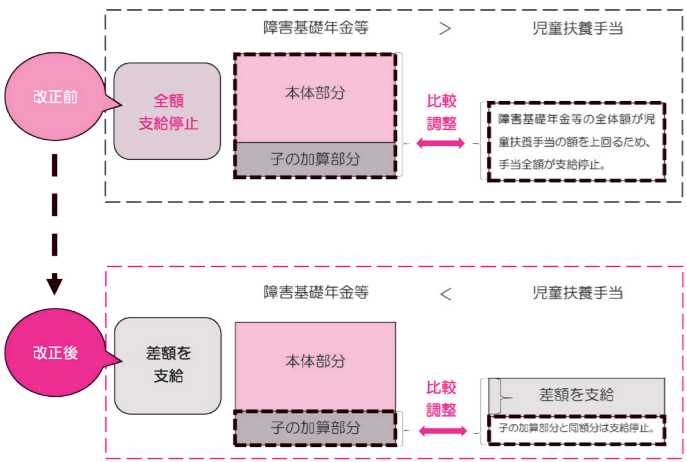 障害基礎年金等 > 児童扶養手当
改正前
全額
支給停止
本体部分
子の加算部分
比較
調整
障害基礎年金等の全体額が児
童扶養手当の額を上回るため、
手当全額が支給停止。
障害基礎年金等 < 児童扶養手当
改正後
差額を
支給
本体部分
子の加算部分
比較
調整
差額を支給
子の加算部分と同額分は支給停止。